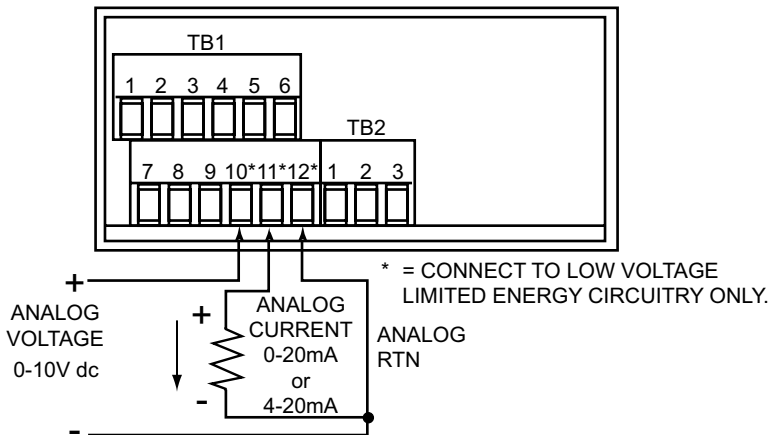 TB1
1 2 3 4 5 6
TB2
7 8 9 10* 11* 12* 1 2 3
* = CONNECT TO LOW VOLTAGE
LIMITED ENERGY CIRCUITRY ONLY.
+
ANALOG
VOLTAGE
0-10V dc
-
+
-
ANALOG
CURRENT
0-20mA
or
4-20mA
ANALOG
RTN